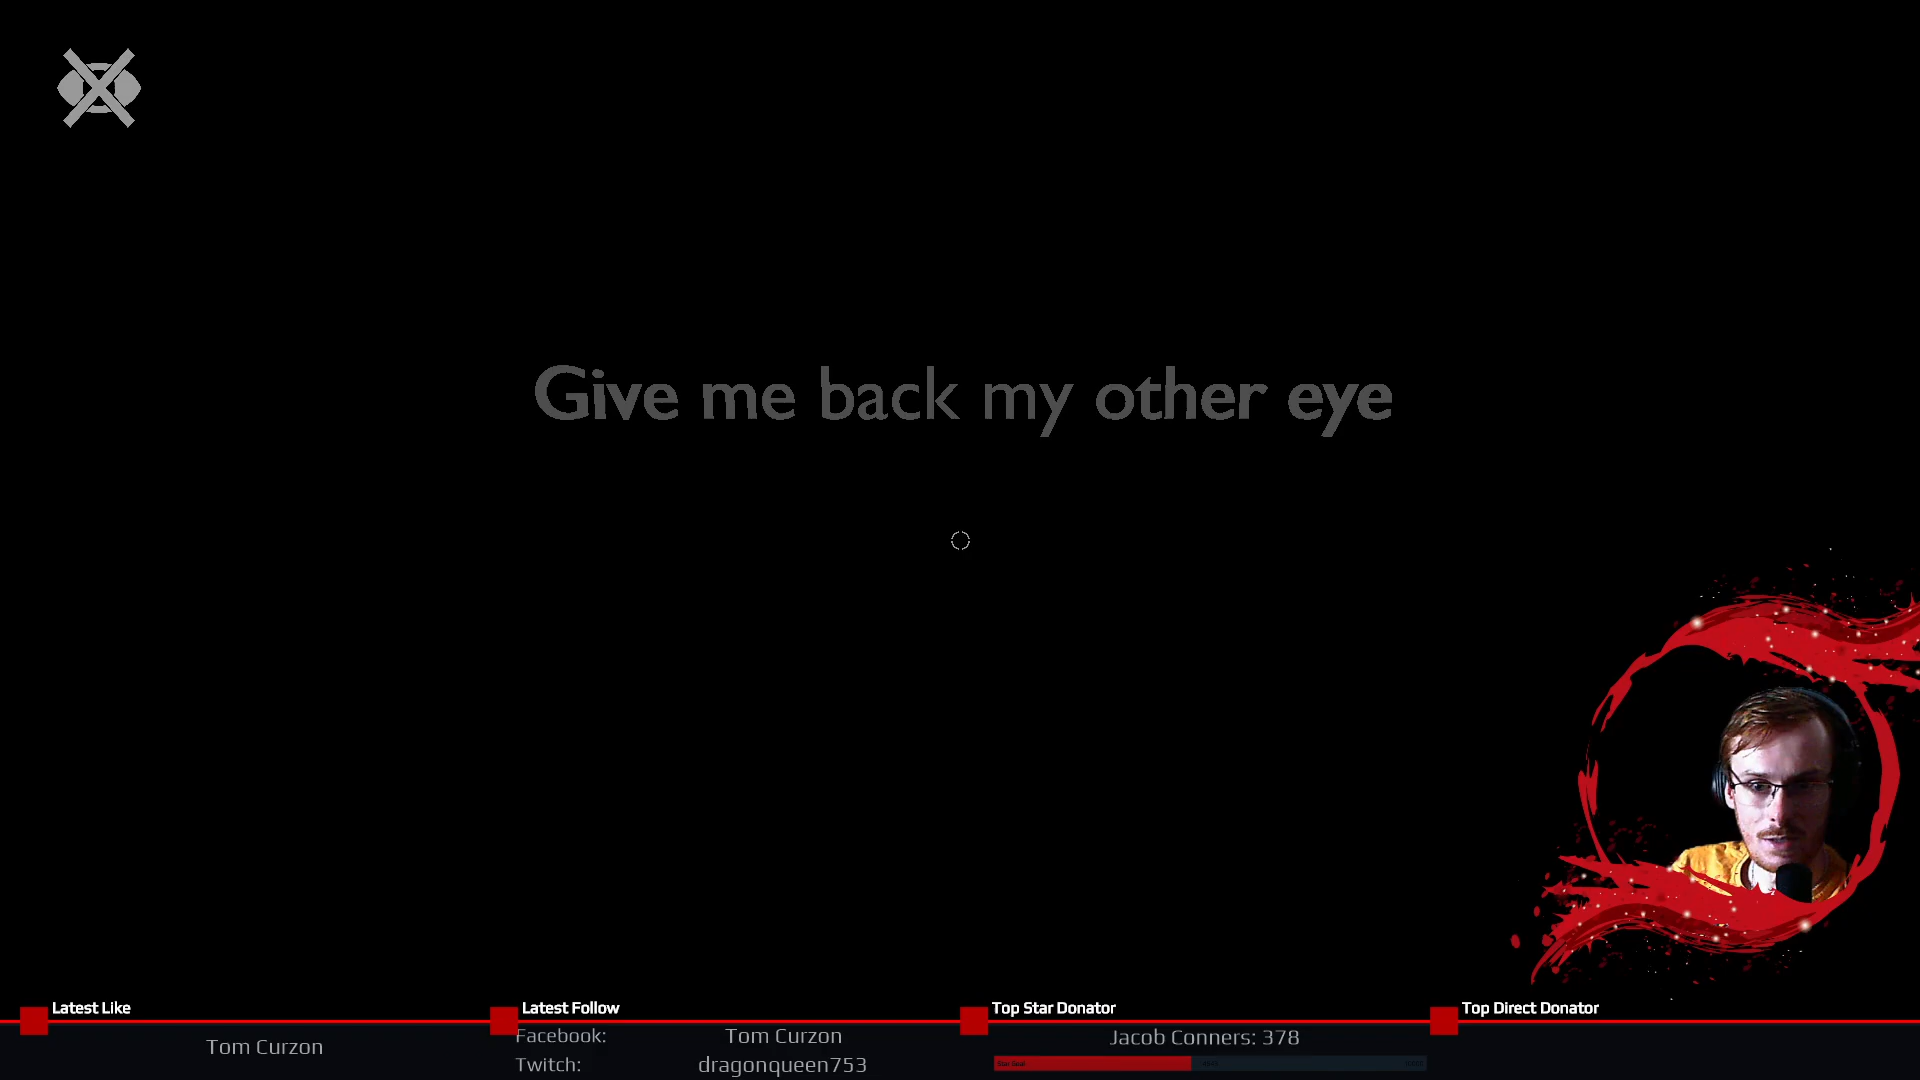 Give me back my other eye
Latest Like
Tom Curzon
Latest Follow
Facebook: Tom Curzon
Twitch: dragonqueen753
Top Star Donator
Jacob Conners: 378
Top Direct Donator